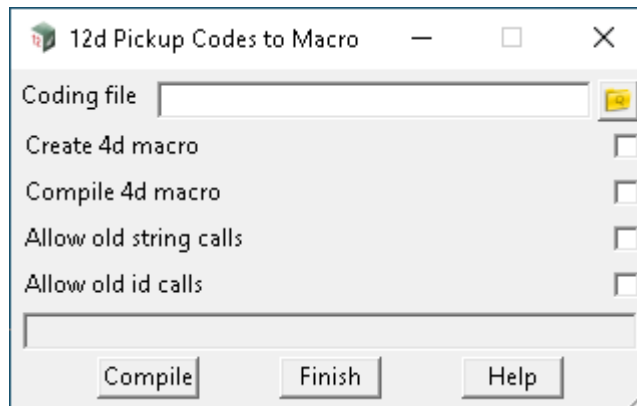 12d Pickup Codes to Macro
Coding file
Create 4d macro
Compile 4d macro
Allow old string calls
Allow old id calls
Compile Finish Help